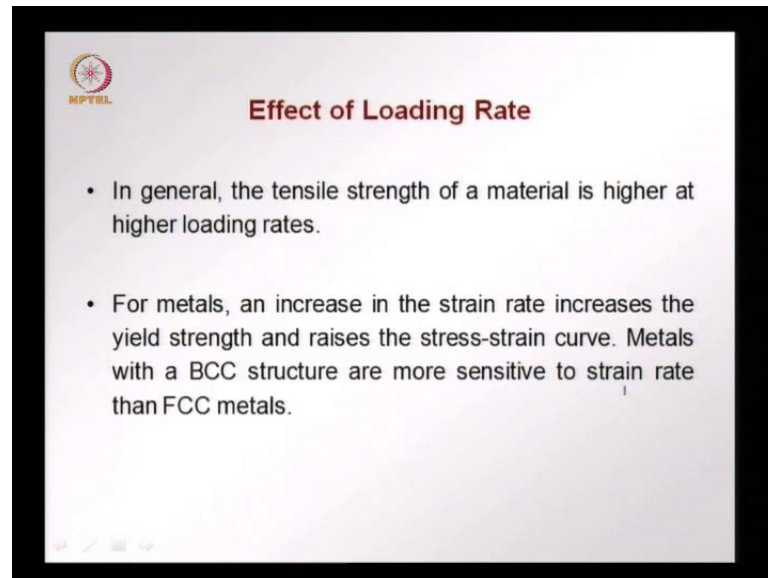 NPTEL
Effect of Loading Rate
• In general, the tensile strength of a material is higher at
higher loading rates.
• For metals, an increase in the strain rate increases the
yield strength and raises the stress-strain curve. Metals
with a BCC structure are more sensitive to strain rate
than FCC metals.